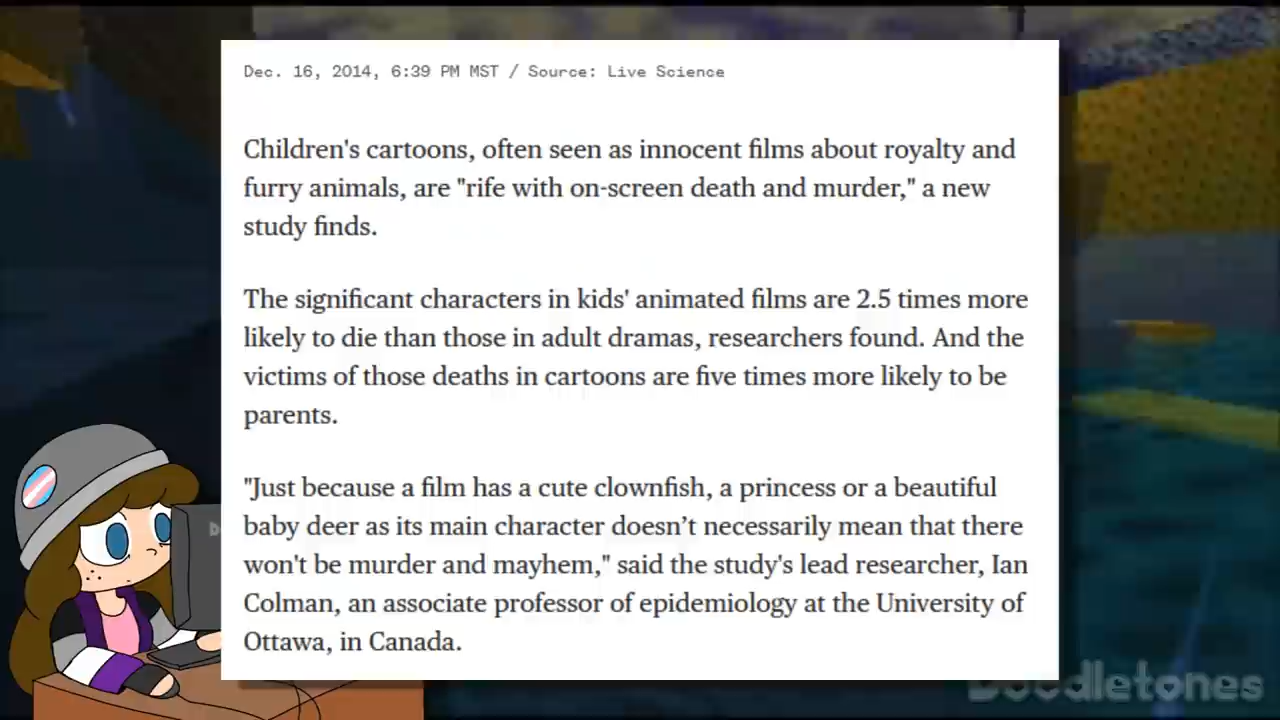 Dec. 16, 2014, 6:39 PM MST / Source: Live Science
Children's cartoons, often seen as innocent films about royalty and
furry animals, are "rife with on-screen death and murder," a new
study finds.
The significant characters in kids' animated films are 2.5 times more
likely to die than those in adult dramas, researchers found. And the
victims of those deaths in cartoons are five times more likely to be
parents.
"Just because a film has a cute clownfish, a princess or a beautiful
baby deer as its main character doesn’t necessarily mean that there
won't be murder and mayhem," said the study's lead researcher, Ian
Colman, an associate professor of epidemiology at the University of
Ottawa, in Canada.
Doodletones